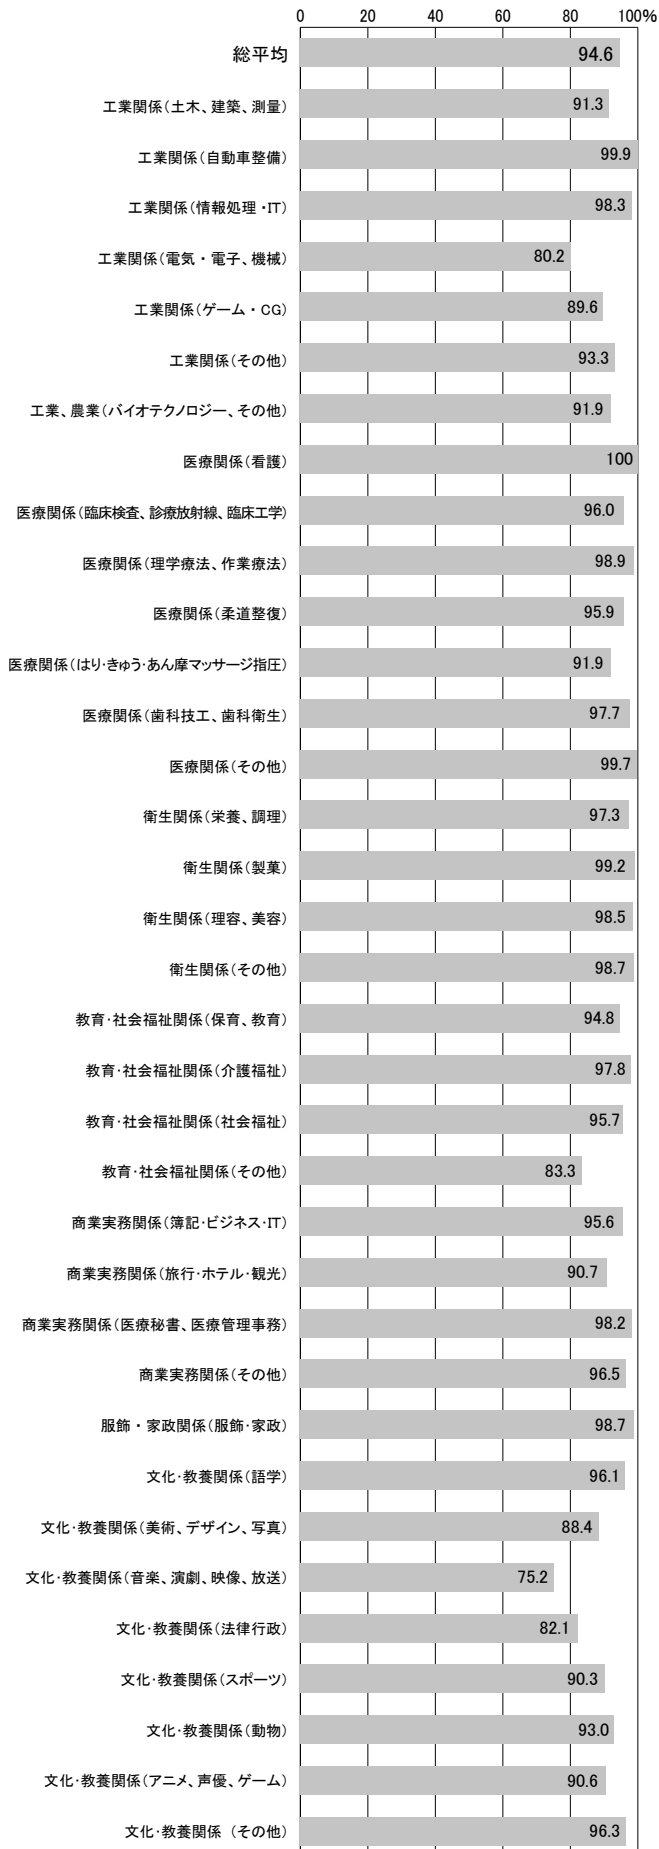 0 20 40 60 80 100%
総平均 94.6
工業関係(土木、建築、測量) 91.3
工業関係(自動車整備) 99.9
工業関係(情報処理・IT) 98.3
工業関係(電気・電子、機械) 80.2
工業関係(ゲーム・CG) 89.6
工業関係(その他) 93.3
工業、農業(バイオテクノロジー、その他) 91.9
医療関係(看護) 100
医療関係(臨床検査、診療放射線、臨床工学) 96.0
医療関係(理学療法、作業療法) 98.9
医療関係(柔道整復) 95.9
医療関係(はり・きゅう・あん摩マッサージ指圧) 91.9
医療関係(歯科技工、歯科衛生) 97.7
医療関係(その他) 99.7
衛生関係(栄養、調理) 97.3
衛生関係(製菓) 99.2
衛生関係(理容、美容) 98.5
衛生関係(その他) 98.7
教育・社会福祉関係(保育、教育) 94.8
教育・社会福祉関係(介護福祉) 97.8
教育・社会福祉関係(社会福祉) 95.7
教育・社会福祉関係(その他) 83.3
商業実務関係(簿記・ビジネス・IT) 95.6
商業実務関係(旅行・ホテル・観光) 90.7
商業実務関係(医療秘書、医療管理事務) 98.2
商業実務関係(その他) 96.5
服飾・家政関係(服飾・家政) 98.7
文化・教養関係(語学) 96.1
文化・教養関係(美術、デザイン、写真) 88.4
文化・教養関係(音楽、演劇、映像、放送) 75.2
文化・教養関係(法律行政) 82.1
文化・教養関係(スポーツ) 90.3
文化・教養関係(動物) 93.0
文化・教養関係(アニメ、声優、ゲーム) 90.6
文化・教養関係 (その他) 96.3